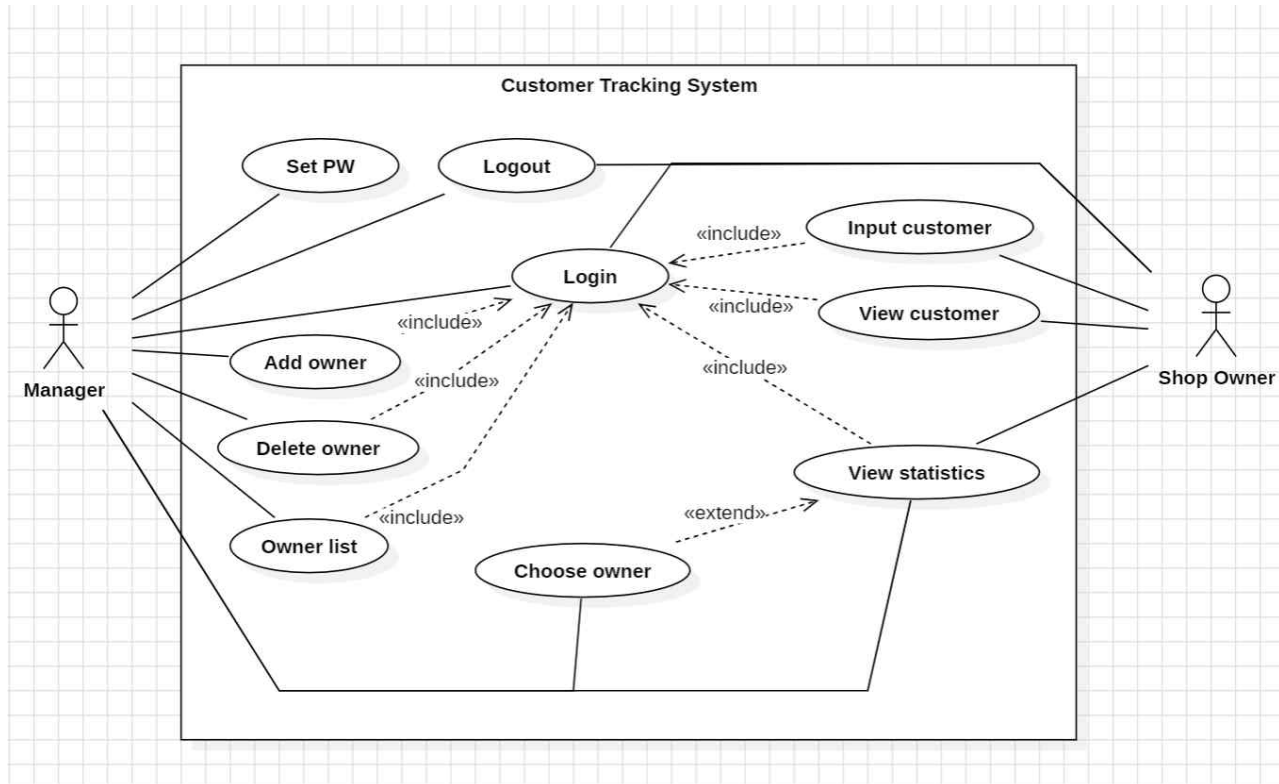 Customer Tracking System
Set PW
Logout
Input customer
«include»
Login
«include»
View customer
«include»
Add owner
«include»
«include»
Manager
Shop Owner
Delete owner
View statistics
«extend»
«include»
Owner list
Choose owner